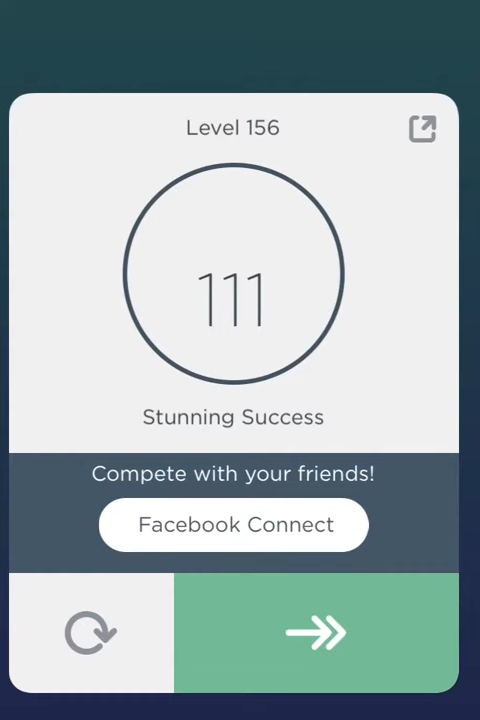 Level 156
111
Stunning Success
Compete with your friends!
Facebook Connect